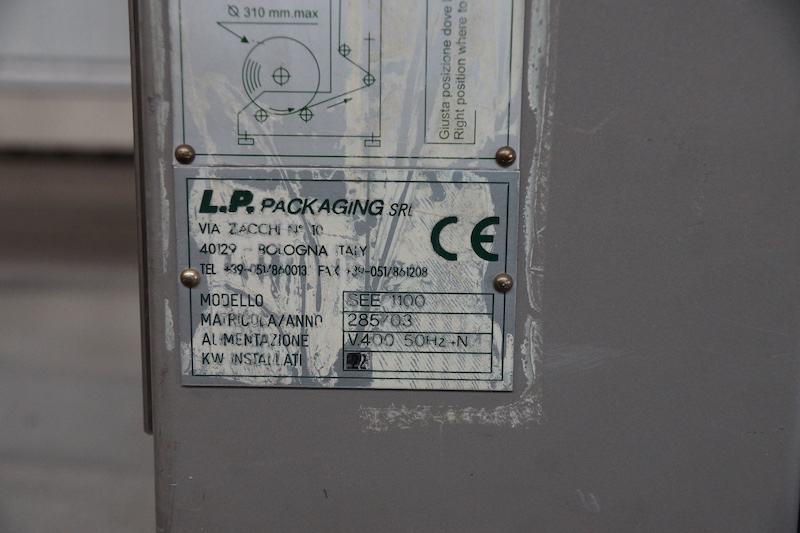 Ø 310 mm.max
Giusta posizione dove
Right position where to
L.P. PACKAGING SRL
VIA ZACCHI N° 10
40129 - BOLOGNA ITALY
TEL +39-051/860013 FAX +39-051/861208
CE
MODELLO SEE 1100
MATRICOLA/ANNO 285/03
ALIMENTAZIONE V.400 50Hz+N
KW INSTALLATI